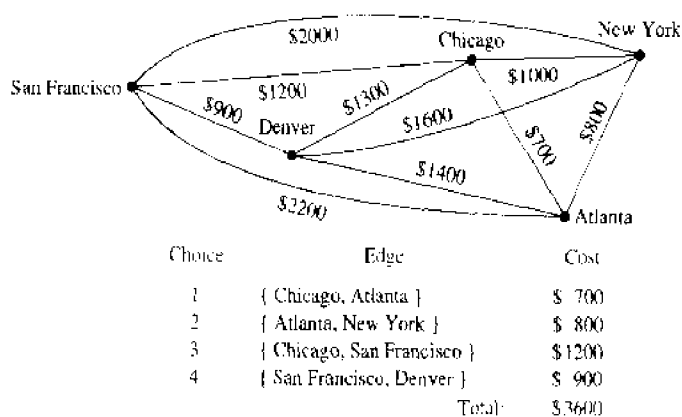 New York
$2000
Chicago
San Francisco
$1200
$1300
$1000
$900
Denver
$1600
$700
$800
$1400
$2200
Atlanta
Choice Edge Cost
1 { Chicago, Atlanta } $ 700
2 { Atlanta, New York } $ 800
3 { Chicago, San Francisco } $1200
4 { San Francisco, Denver } $ 900
Total: $3600